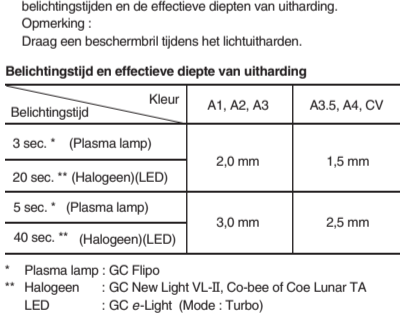 belichtingstijden en de effectieve diepten van uitharding.
Opmerking :
Draag een beschermbril tijdens het lichtuitharden.
Belichtingstijd en effectieve diepte van uitharding
Kleur A1, A2, A3 A3.5, A4, CV
Belichtingstijd
3 sec. * (Plasma lamp)
2,0 mm 1,5 mm
20 sec. ** (Halogeen)(LED)
5 sec. * (Plasma lamp)
3,0 mm 2,5 mm
40 sec. ** (Halogeen)(LED)
* Plasma lamp : GC Flipo
** Halogeen : GC New Light VL-II, Co-bee of Coe Lunar TA
LED : GC e-Light (Mode : Turbo)